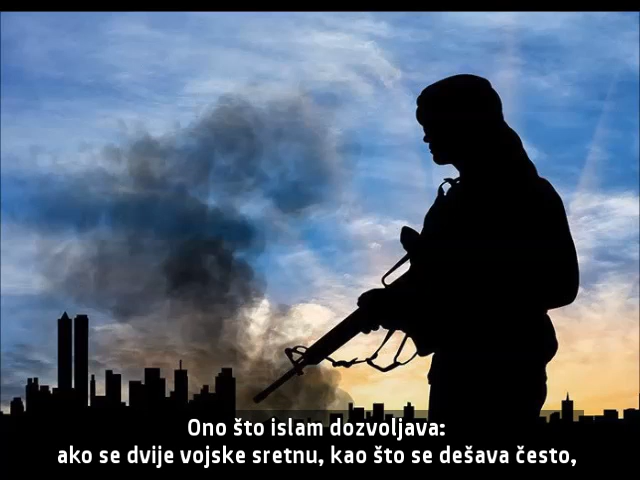 Ono što islam dozvoljava:
ako se dvije vojske sretnu, kao što se dešava često,